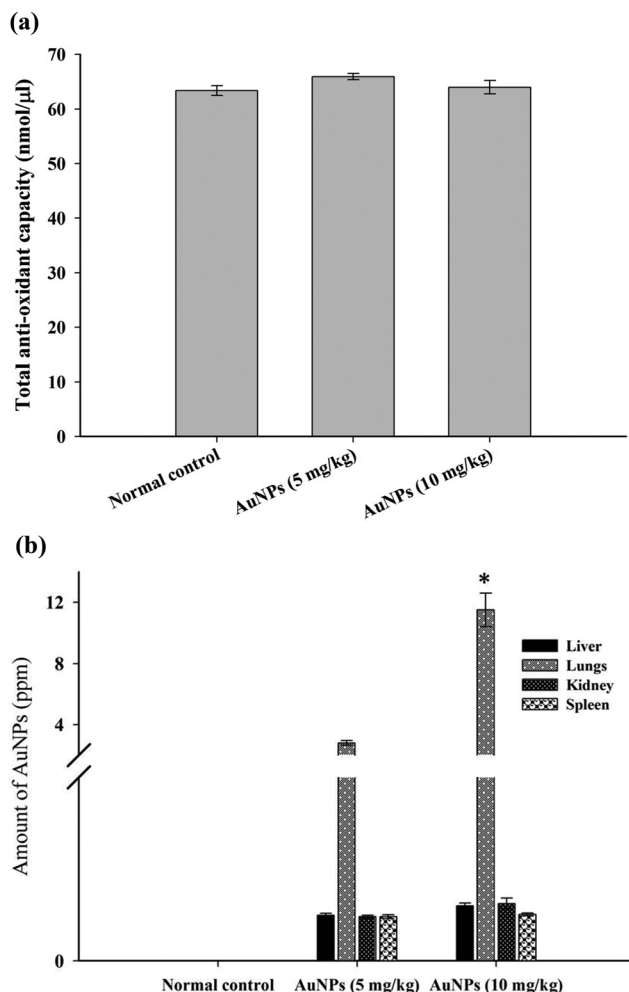 (a)
Total anti-oxidant capacity (nmol/µl)
70
60
50
40
30
20
10
0
Normal control
AuNPs (5 mg/kg)
AuNPs (10 mg/kg)
(b)
Amount of AuNPs (ppm)
12
8
4
0
*
Liver
Lungs
Kidney
Spleen
Normal control
AuNPs (5 mg/kg)
AuNPs (10 mg/kg)